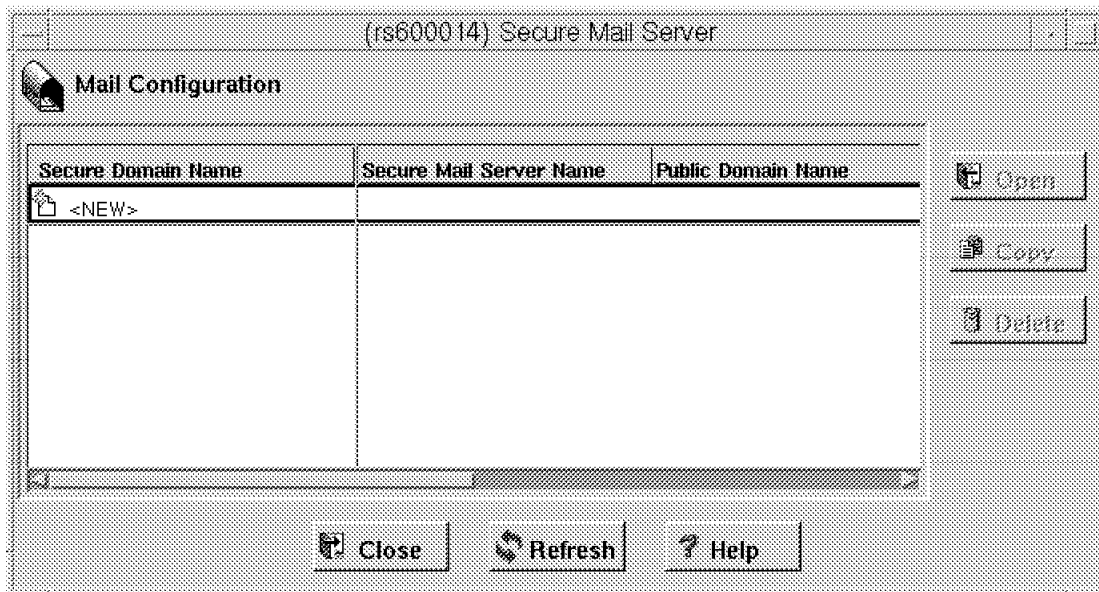 (rs600014) Secure Mail Server
Mail Configuration
Secure Domain Name Secure Mail Server Name Public Domain Name
<NEW>
Open
Copy
Delete
Close Refresh Help